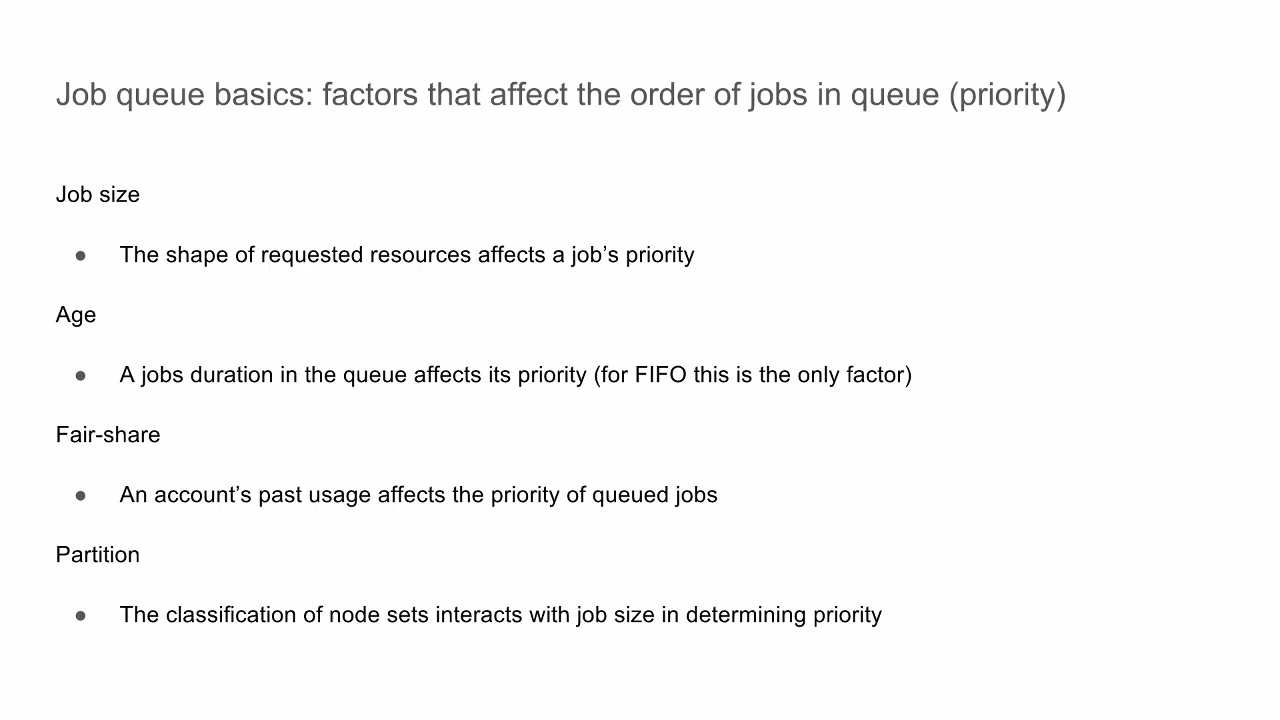 Job queue basics: factors that affect the order of jobs in queue (priority)
Job size
● The shape of requested resources affects a job’s priority
Age
● A jobs duration in the queue affects its priority (for FIFO this is the only factor)
Fair-share
● An account’s past usage affects the priority of queued jobs
Partition
● The classification of node sets interacts with job size in determining priority